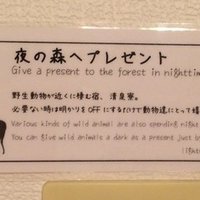 夜の森へプレゼント
Give a present to the forest in nighttim
野生動物が近くに棲む宿、清泉寮。
必要ない時は明かりをOFFにするだけで動物達にとって嬉
Various kinds of wild animal are also spending night
You can give wild animals a dark as a present just by
light